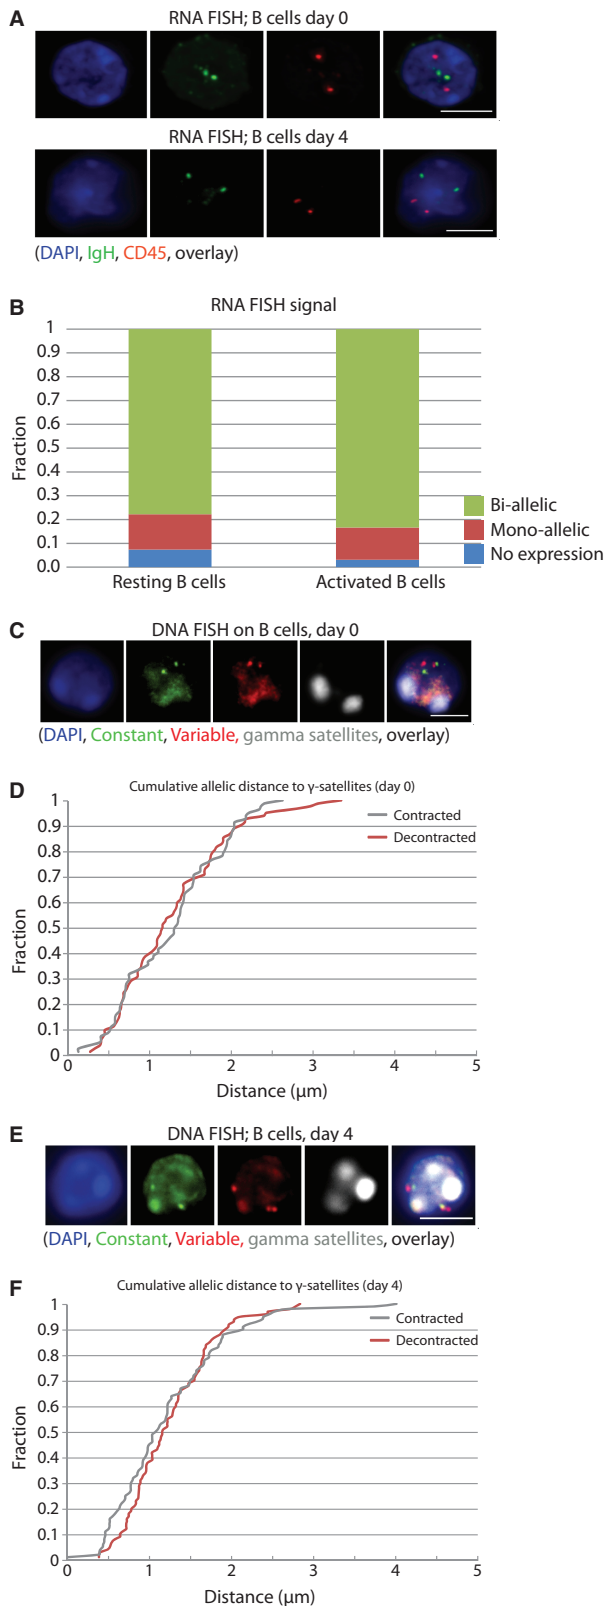 A
RNA FISH; B cells day 0
RNA FISH; B cells day 4
(DAPI, IgH, CD45, overlay)
B
RNA FISH signal
1
0.9
0.8
0.7
0.6
0.5
0.4
0.3
0.2
0.1
0.0
Fraction
Bi-allelic
Mono-allelic
No expression
Resting B cells
Activated B cells
C
DNA FISH on B cells, day 0
(DAPI, Constant, Variable, gamma satellites, overlay)
D
Cumulative allelic distance to γ-satellites (day 0)
1
0.9
0.8
0.7
0.6
0.5
0.4
0.3
0.2
0.1
0
Fraction
Contracted
Decontracted
0 1 2 3 4 5
Distance (μm)
E
DNA FISH; B cells, day 4
(DAPI, Constant, Variable, gamma satellites, overlay)
F
Cumulative allelic distance to γ-satellites (day 4)
1
0.9
0.8
0.7
0.6
0.5
0.4
0.3
0.2
0.1
0
Fraction
Contracted
Decontracted
0 1 2 3 4 5
Distance (μm)